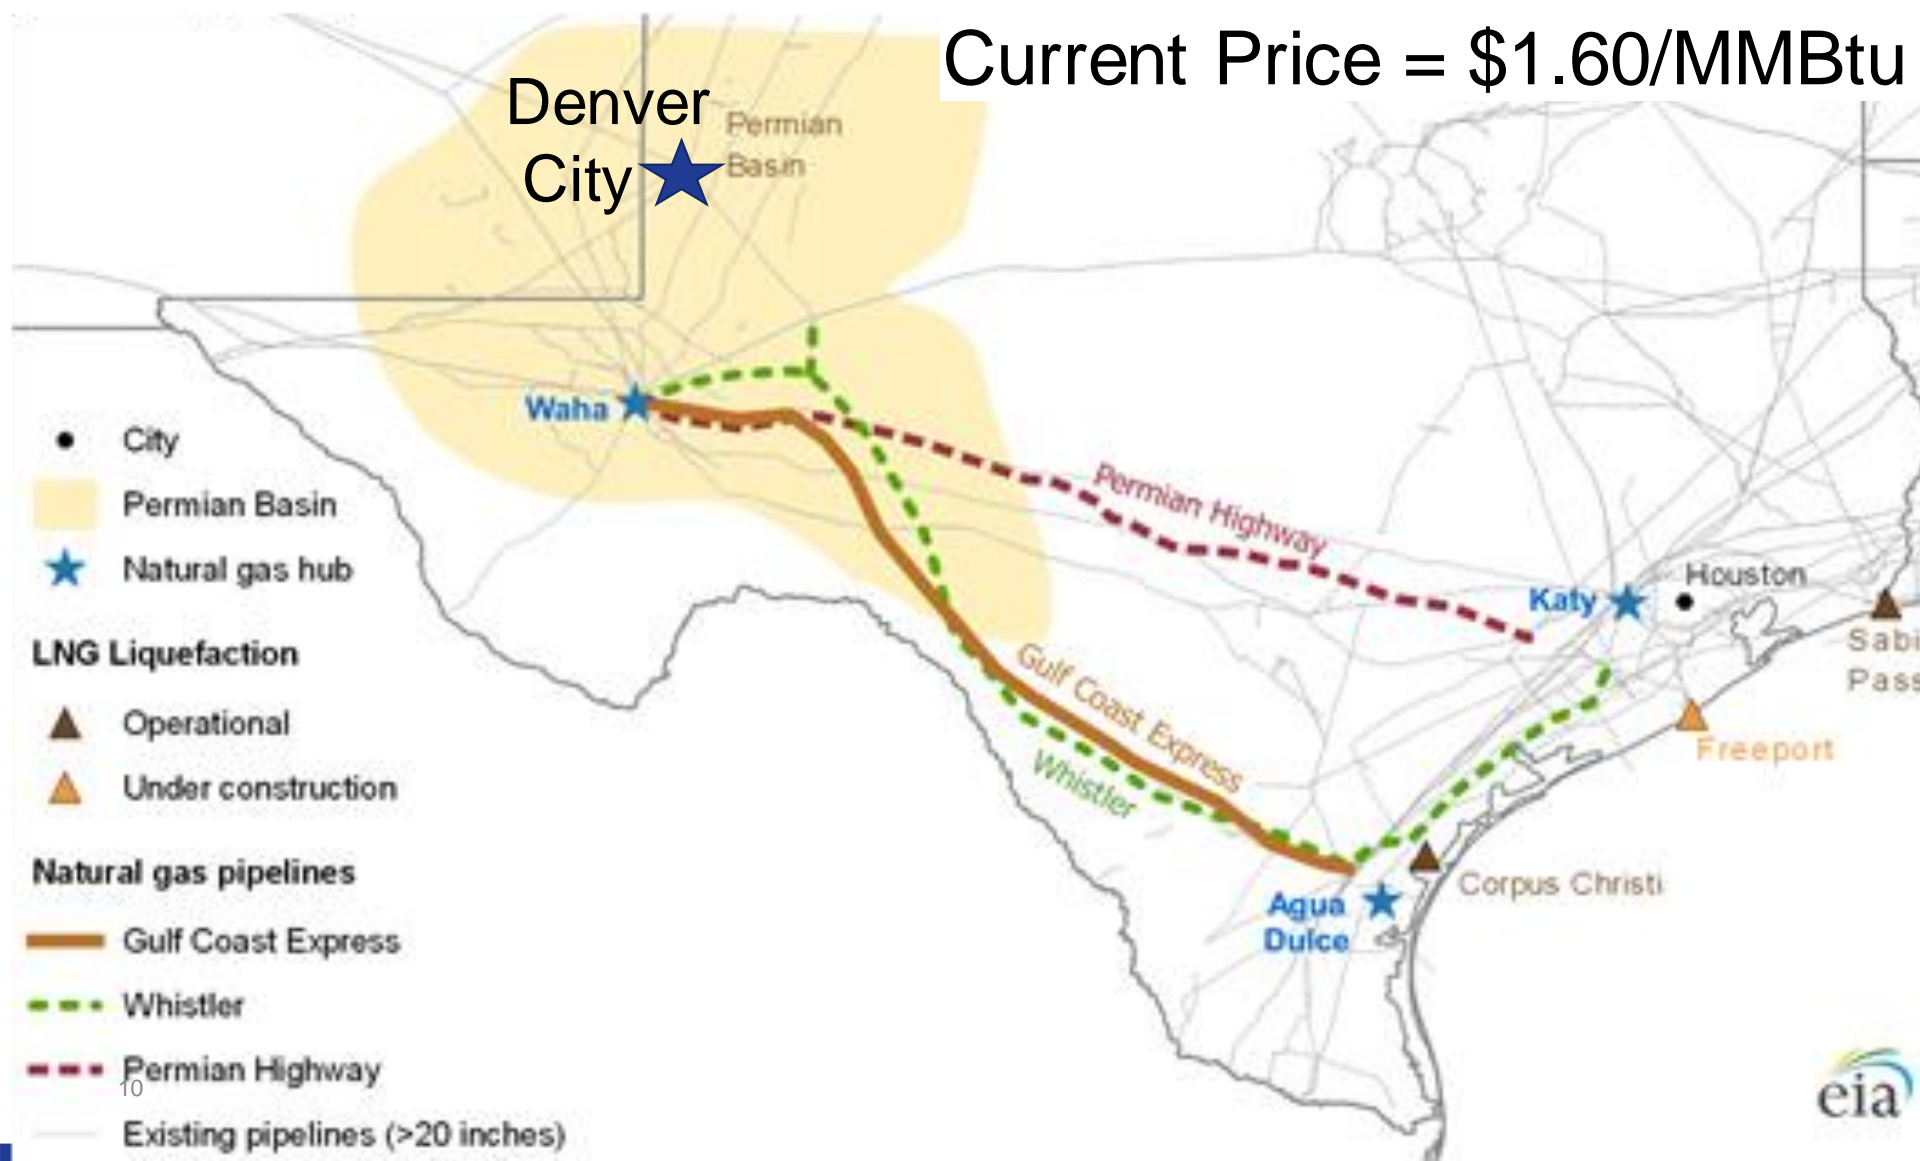 Current Price = $1.60/MMBtu
Denver
City
Permian
Basin
Waha
City
Permian Basin
Natural gas hub
LNG Liquefaction
Operational
Under construction
Natural gas pipelines
Gulf Coast Express
Whistler
Permian Highway
10
Existing pipelines (>20 inches)
Permian Highway
Gulf Coast Express
Whistler
Katy
Houston
Sabi
Pass
Freeport
Corpus Christi
Agua
Dulce
eia